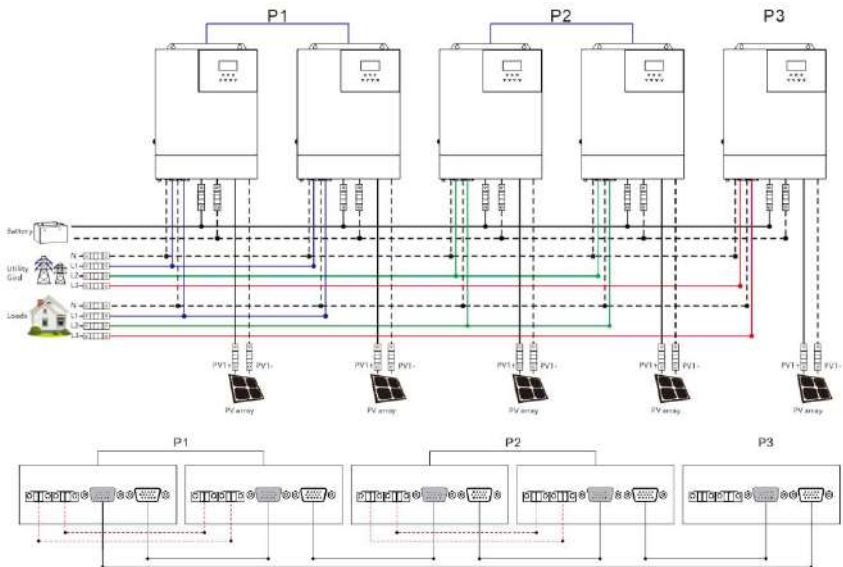 P1 P2 P3
Battery
Utility
Grid
N
L1
L2
L3
Loads
N
L1
L2
L3
PV1+ PV1- PV1+ PV1- PV1+ PV1- PV1+ PV1- PV1+ PV1-
PV array PV array PV array PV array PV array
P1 P2 P3